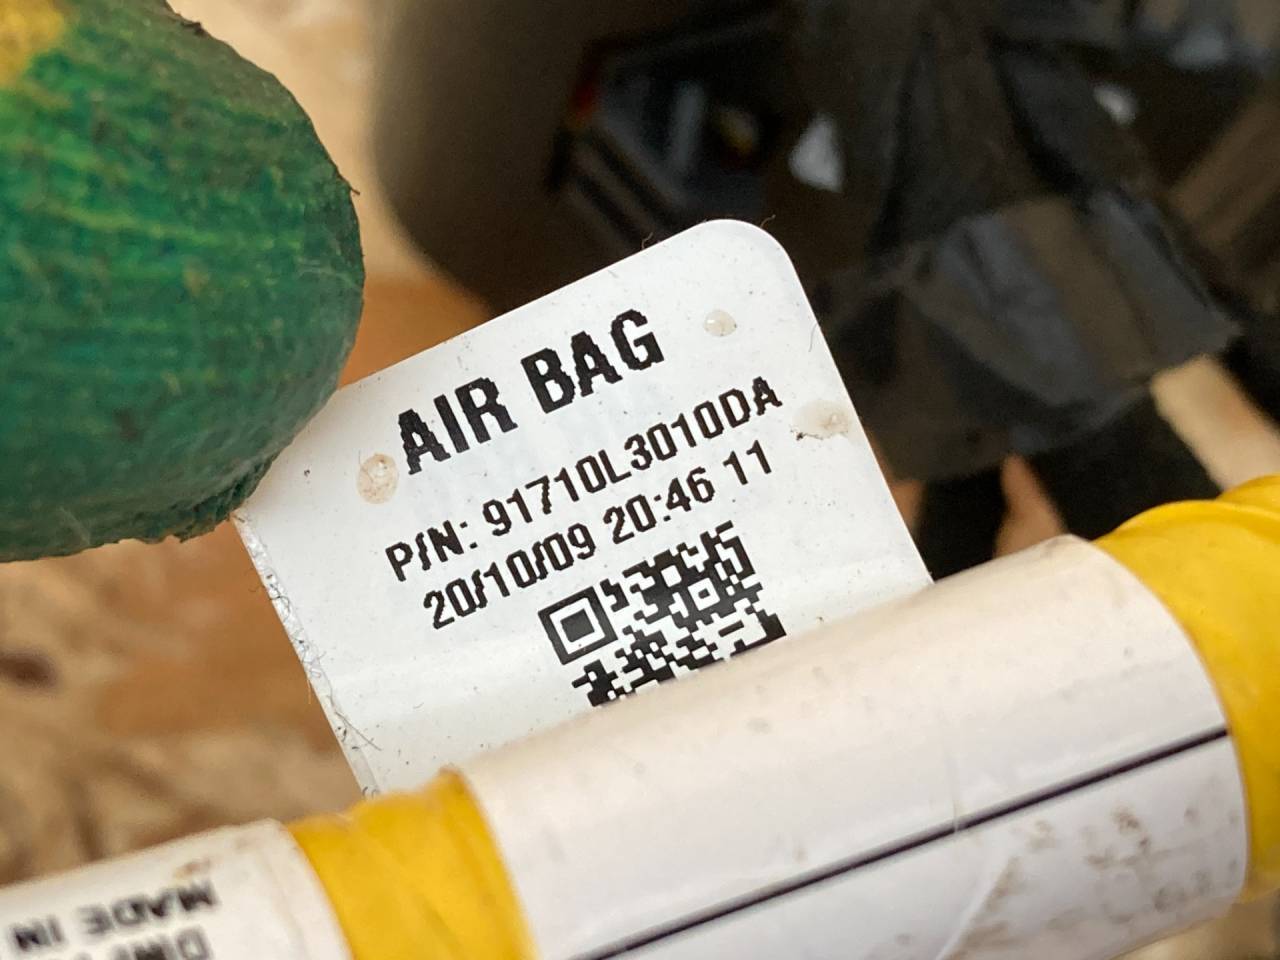 AIR BAG
P/N: 91710L3010DA
20/10/09 20:46 11
MADE IN